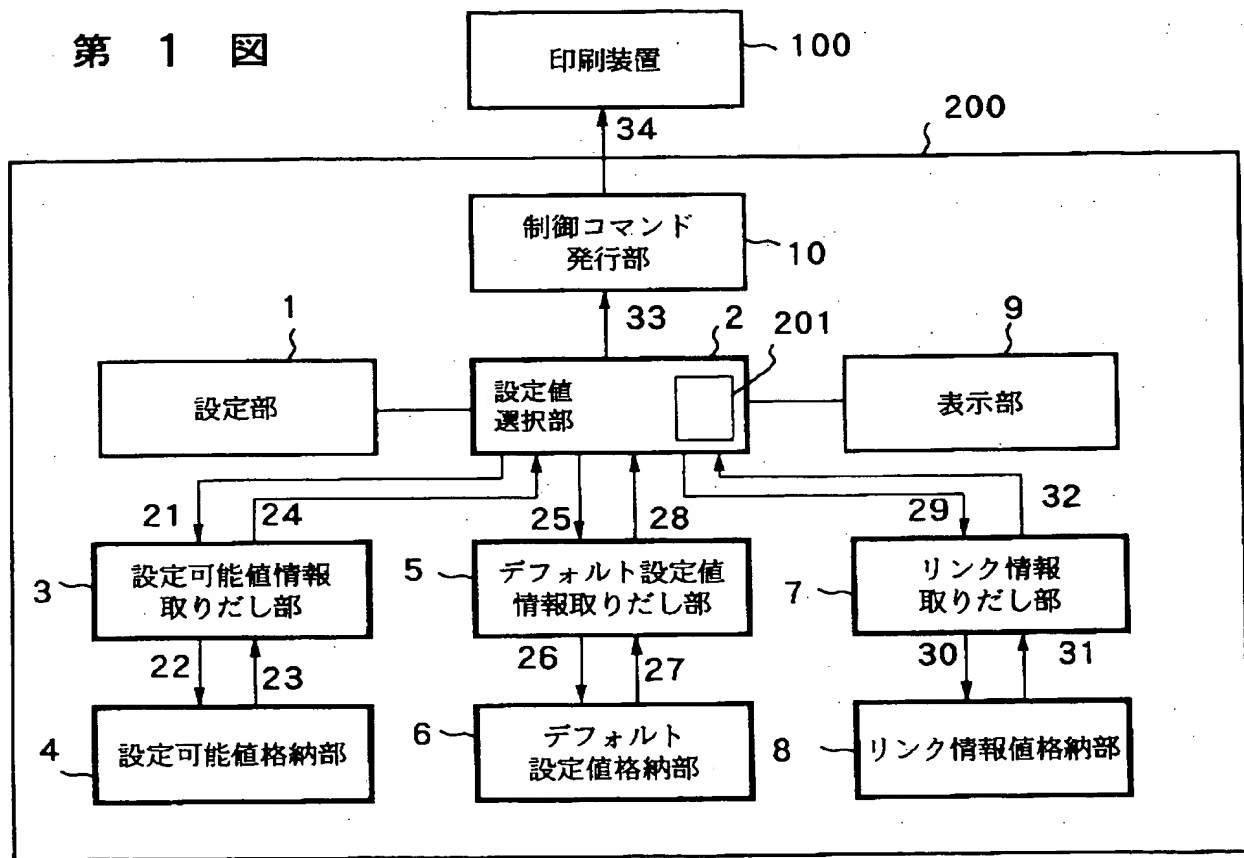 第 1 図
印刷装置
100
34
200
制御コマンド
発行部
10
33
1
2
201
9
設定部
設定値
選択部
表示部
21
24
25
28
29
32
3
設定可能値情報
取りだし部
5
デフォルト設定値
情報取りだし部
7
リンク情報
取りだし部
22
23
26
27
30
31
4
設定可能値格納部
6
デフォルト
設定値格納部
8
リンク情報値格納部